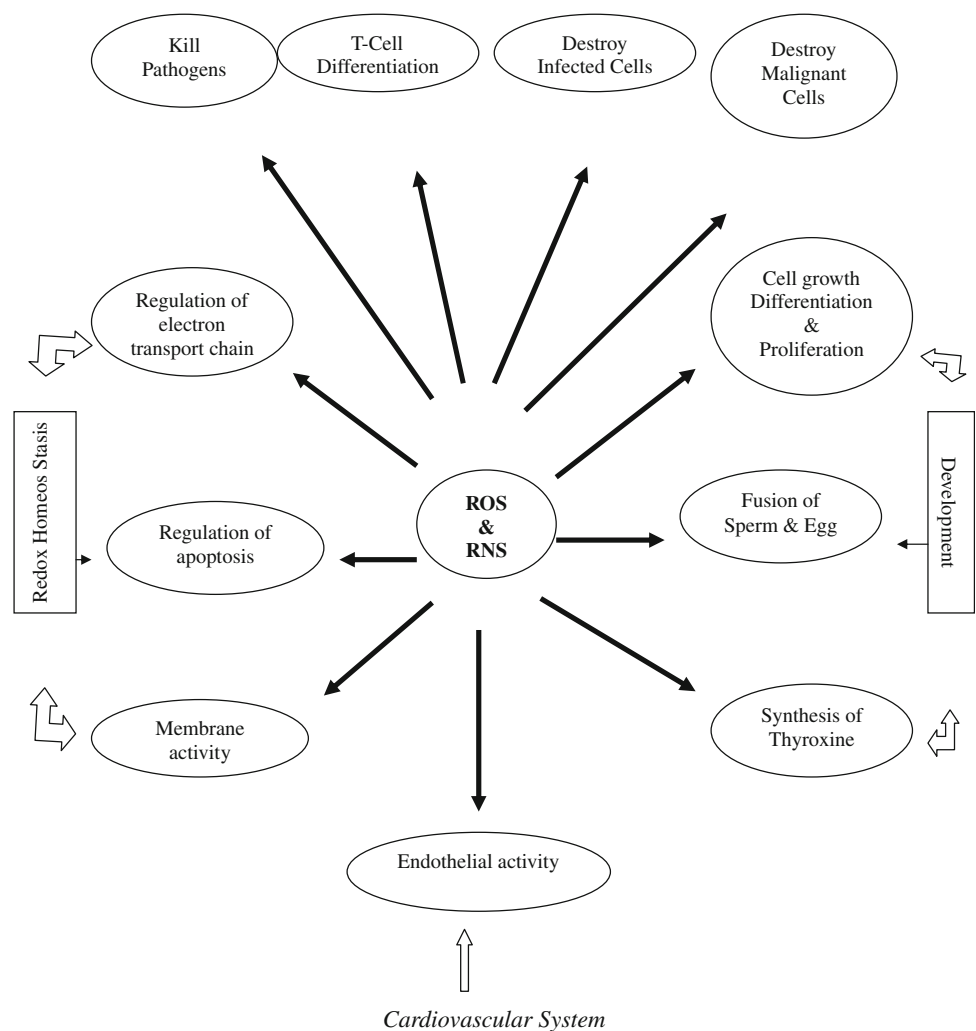 Kill
Pathogens
T-Cell
Differentiation
Destroy
Infected Cells
Destroy
Malignant
Cells
Regulation of
electron
transport chain
Cell growth
Differentiation
&
Proliferation
Redox Homeos Stasis
Regulation of
apoptosis
ROS
&
RNS
Fusion of
Sperm & Egg
Development
Membrane
activity
Synthesis of
Thyroxine
Endothelial activity
Cardiovascular System